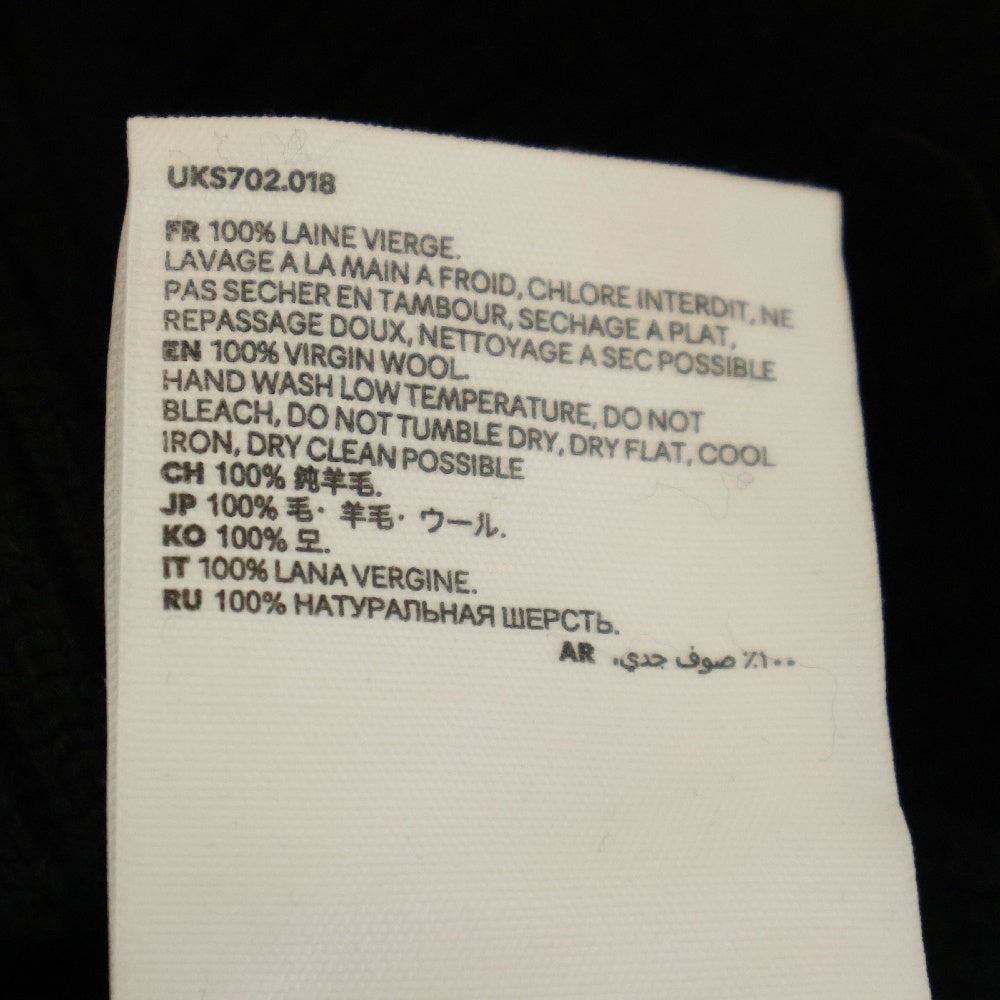 UKS702.018
FR 100% LAINE VIERGE.
LAVAGE A LA MAIN A FROID, CHLORE INTERDIT, NE
PAS SECHER EN TAMBOUR, SECHAGE A PLAT,
REPASSAGE DOUX, NETTOYAGE A SEC POSSIBLE
EN 100% VIRGIN WOOL.
HAND WASH LOW TEMPERATURE, DO NOT
BLEACH, DO NOT TUMBLE DRY, DRY FLAT, COOL
IRON, DRY CLEAN POSSIBLE
CH 100% 純羊毛.
JP 100% 毛・羊毛・ウール.
KO 100% 모.
IT 100% LANA VERGINE.
RU 100% НАТУРАЛЬНАЯ ШЕРСТЬ.
AR ١٠٠٪ صوف جدي.